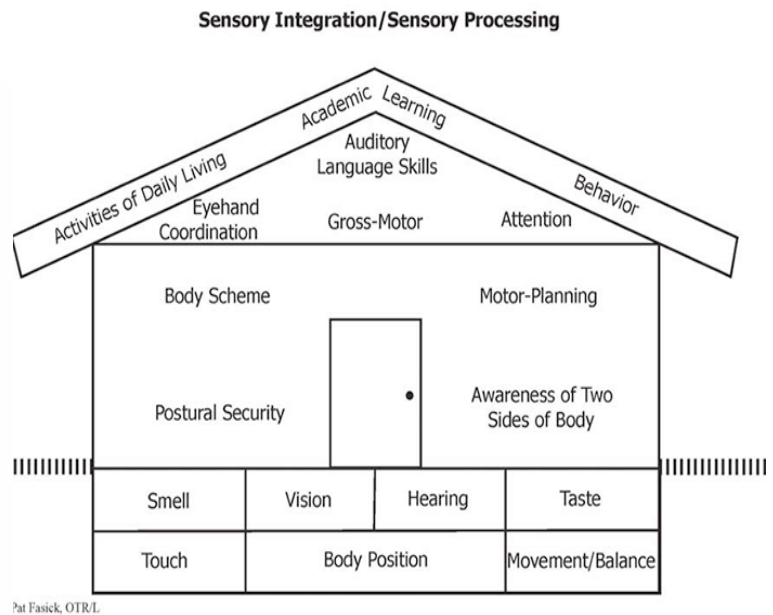 Sensory Integration/Sensory Processing
Academic Learning
Activities of Daily Living
Behavior
Auditory
Language Skills
Eyehand
Coordination
Gross-Motor
Attention
Body Scheme
Motor-Planning
Postural Security
Awareness of Two
Sides of Body
Smell
Vision
Hearing
Taste
Touch
Body Position
Movement/Balance
Pat Fasick, OTR/L